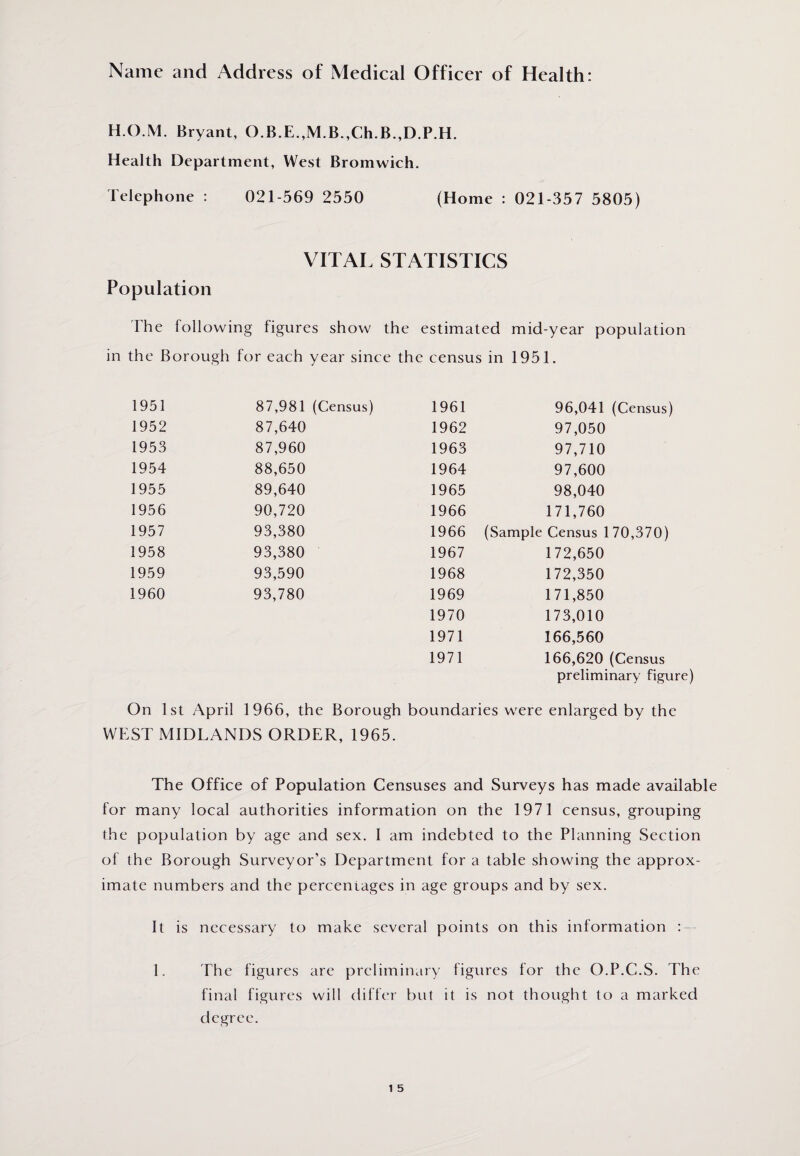 Name and Address of Medical Officer of Health:
H.O.M. Bryant, O.B.E.,M.B.,Ch.B.,D.P.H.
Health Department, West Bromwich.
Telephone : 021-569 2550 (Home : 021-357 5805)
VITAL STATISTICS
Population
The following figures show the estimated mid-year population
in the Borough for each year since the census in 1951.
1951 87,981 (Census) 1961 96,041 (Census)
1952 87,640 1962 97,050
1953 87,960 1963 97,710
1954 88,650 1964 97,600
1955 89,640 1965 98,040
1956 90,720 1966 171,760
1957 93,380 1966 (Sample Census 170,370)
1958 93,380 1967 172,650
1959 93,590 1968 172,350
1960 93,780 1969 171,850
1970 173,010
1971 166,560
1971 166,620 (Census
preliminary figure)
On 1st April 1966, the Borough boundaries were enlarged by the
WEST MIDLANDS ORDER, 1965.
The Office of Population Censuses and Surveys has made available
for many local authorities information on the 1971 census, grouping
the population by age and sex. I am indebted to the Planning Section
of the Borough Surveyor's Department for a table showing the approx-
imate numbers and the percentages in age groups and by sex.
It is necessary to make several points on this information :—
1. The figures are preliminary figures for the O.P.C.S. The
final figures will differ but it is not thought to a marked
degree.
15